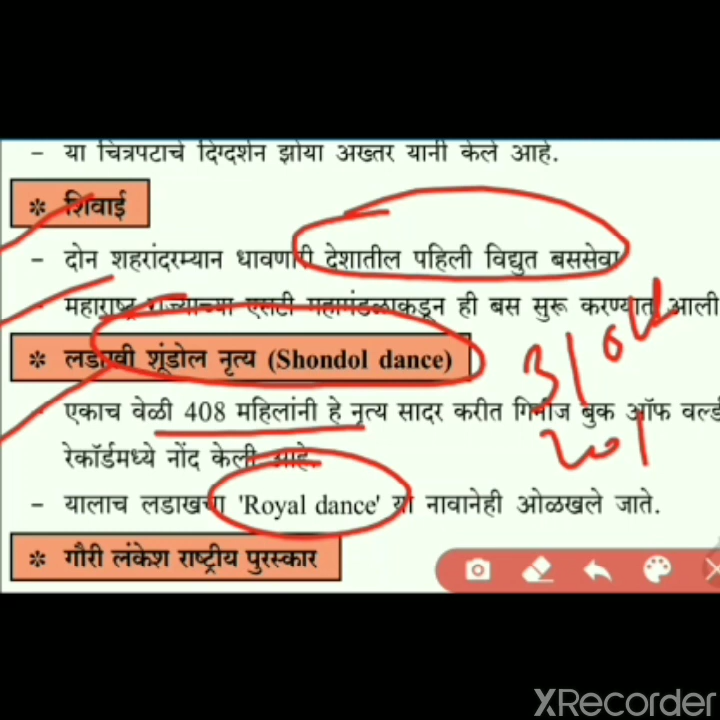 – या चित्रपटाचे दिग्दर्शन झोया अख्तर यांनी केले आहे.
* शिवाई
– दोन शहरांदरम्यान धावणारी देशातील पहिली विद्युत बससेवा
महाराष्ट्र राज्याच्या एसटी महामंडळाकडून ही बस सुरू करण्यात आली
* लडाखी शूंडोल नृत्य (Shondol dance)
एकाच वेळी 408 महिलांनी हे नृत्य सादर करीत गिनीज बुक ऑफ वर्ल्ड
रेकॉर्डमध्ये नोंद केली आहे.
– यालाच लडाखचा 'Royal dance' या नावानेही ओळखले जाते.
* गौरी लंकेश राष्ट्रीय पुरस्कार
XRecorder